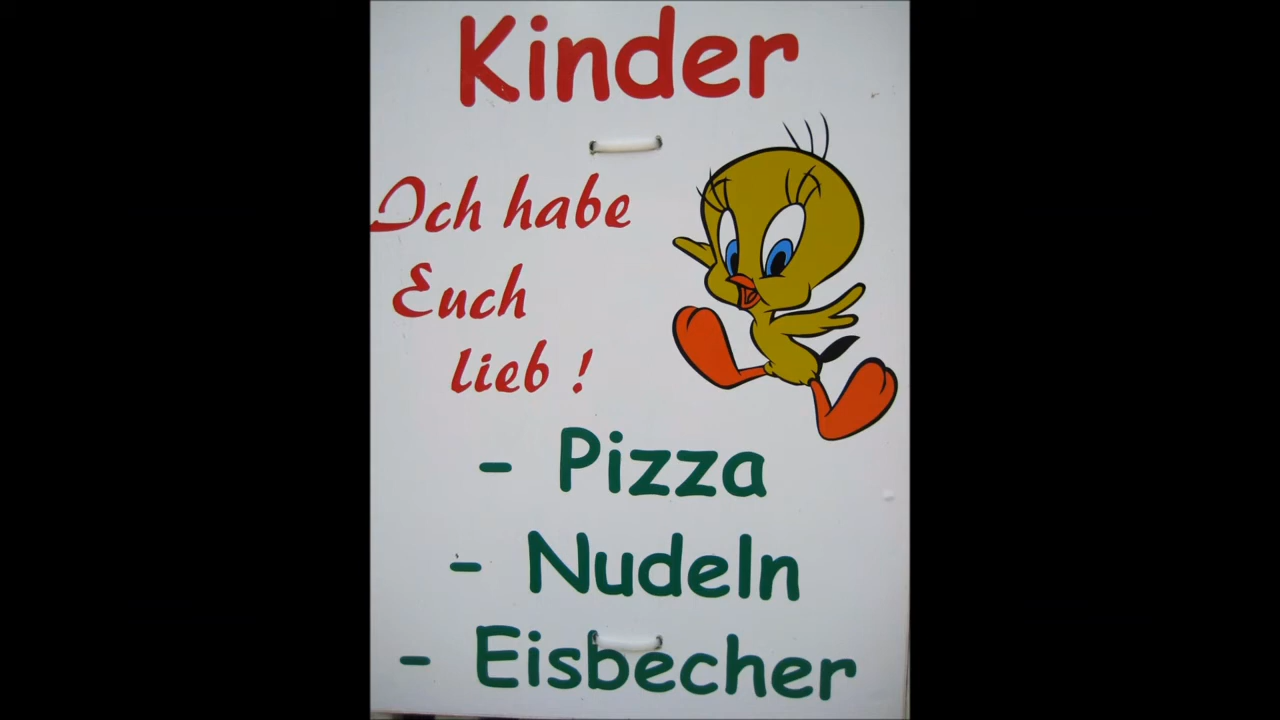 Kinder
Ich habe
Euch
lieb !
- Pizza
- Nudeln
- Eisbecher